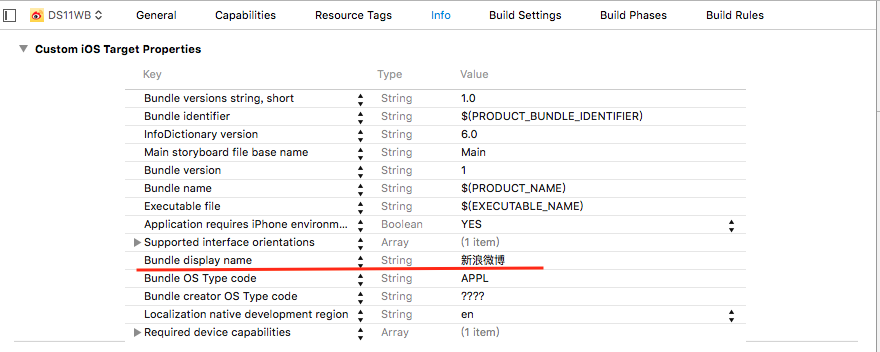 DS11WB General Capabilities Resource Tags Info Build Settings Build Phases Build Rules
Custom iOS Target Properties
Key Type Value
Bundle versions string, short String 1.0
Bundle identifier String $(PRODUCT_BUNDLE_IDENTIFIER)
InfoDictionary version String 6.0
Main storyboard file base name String Main
Bundle version String 1
Bundle name String $(PRODUCT_NAME)
Executable file String $(EXECUTABLE_NAME)
Application requires iPhone environm... Boolean YES
Supported interface orientations Array (1 item)
Bundle display name String 新浪微博
Bundle OS Type code String APPL
Bundle creator OS Type code String ????
Localization native development region String en
Required device capabilities Array (1 item)